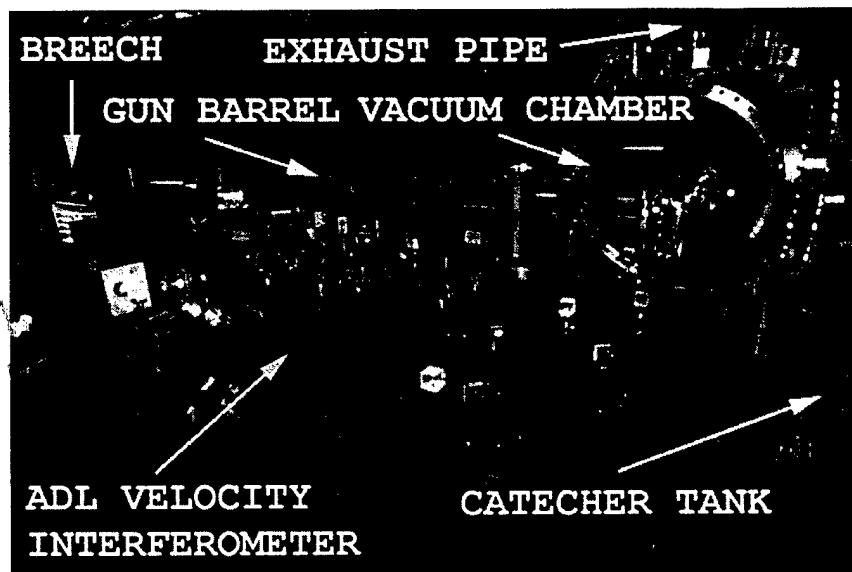 BREECH
EXHAUST PIPE
GUN BARREL VACUUM CHAMBER
ADL VELOCITY
INTERFEROMETER
CATECHER TANK